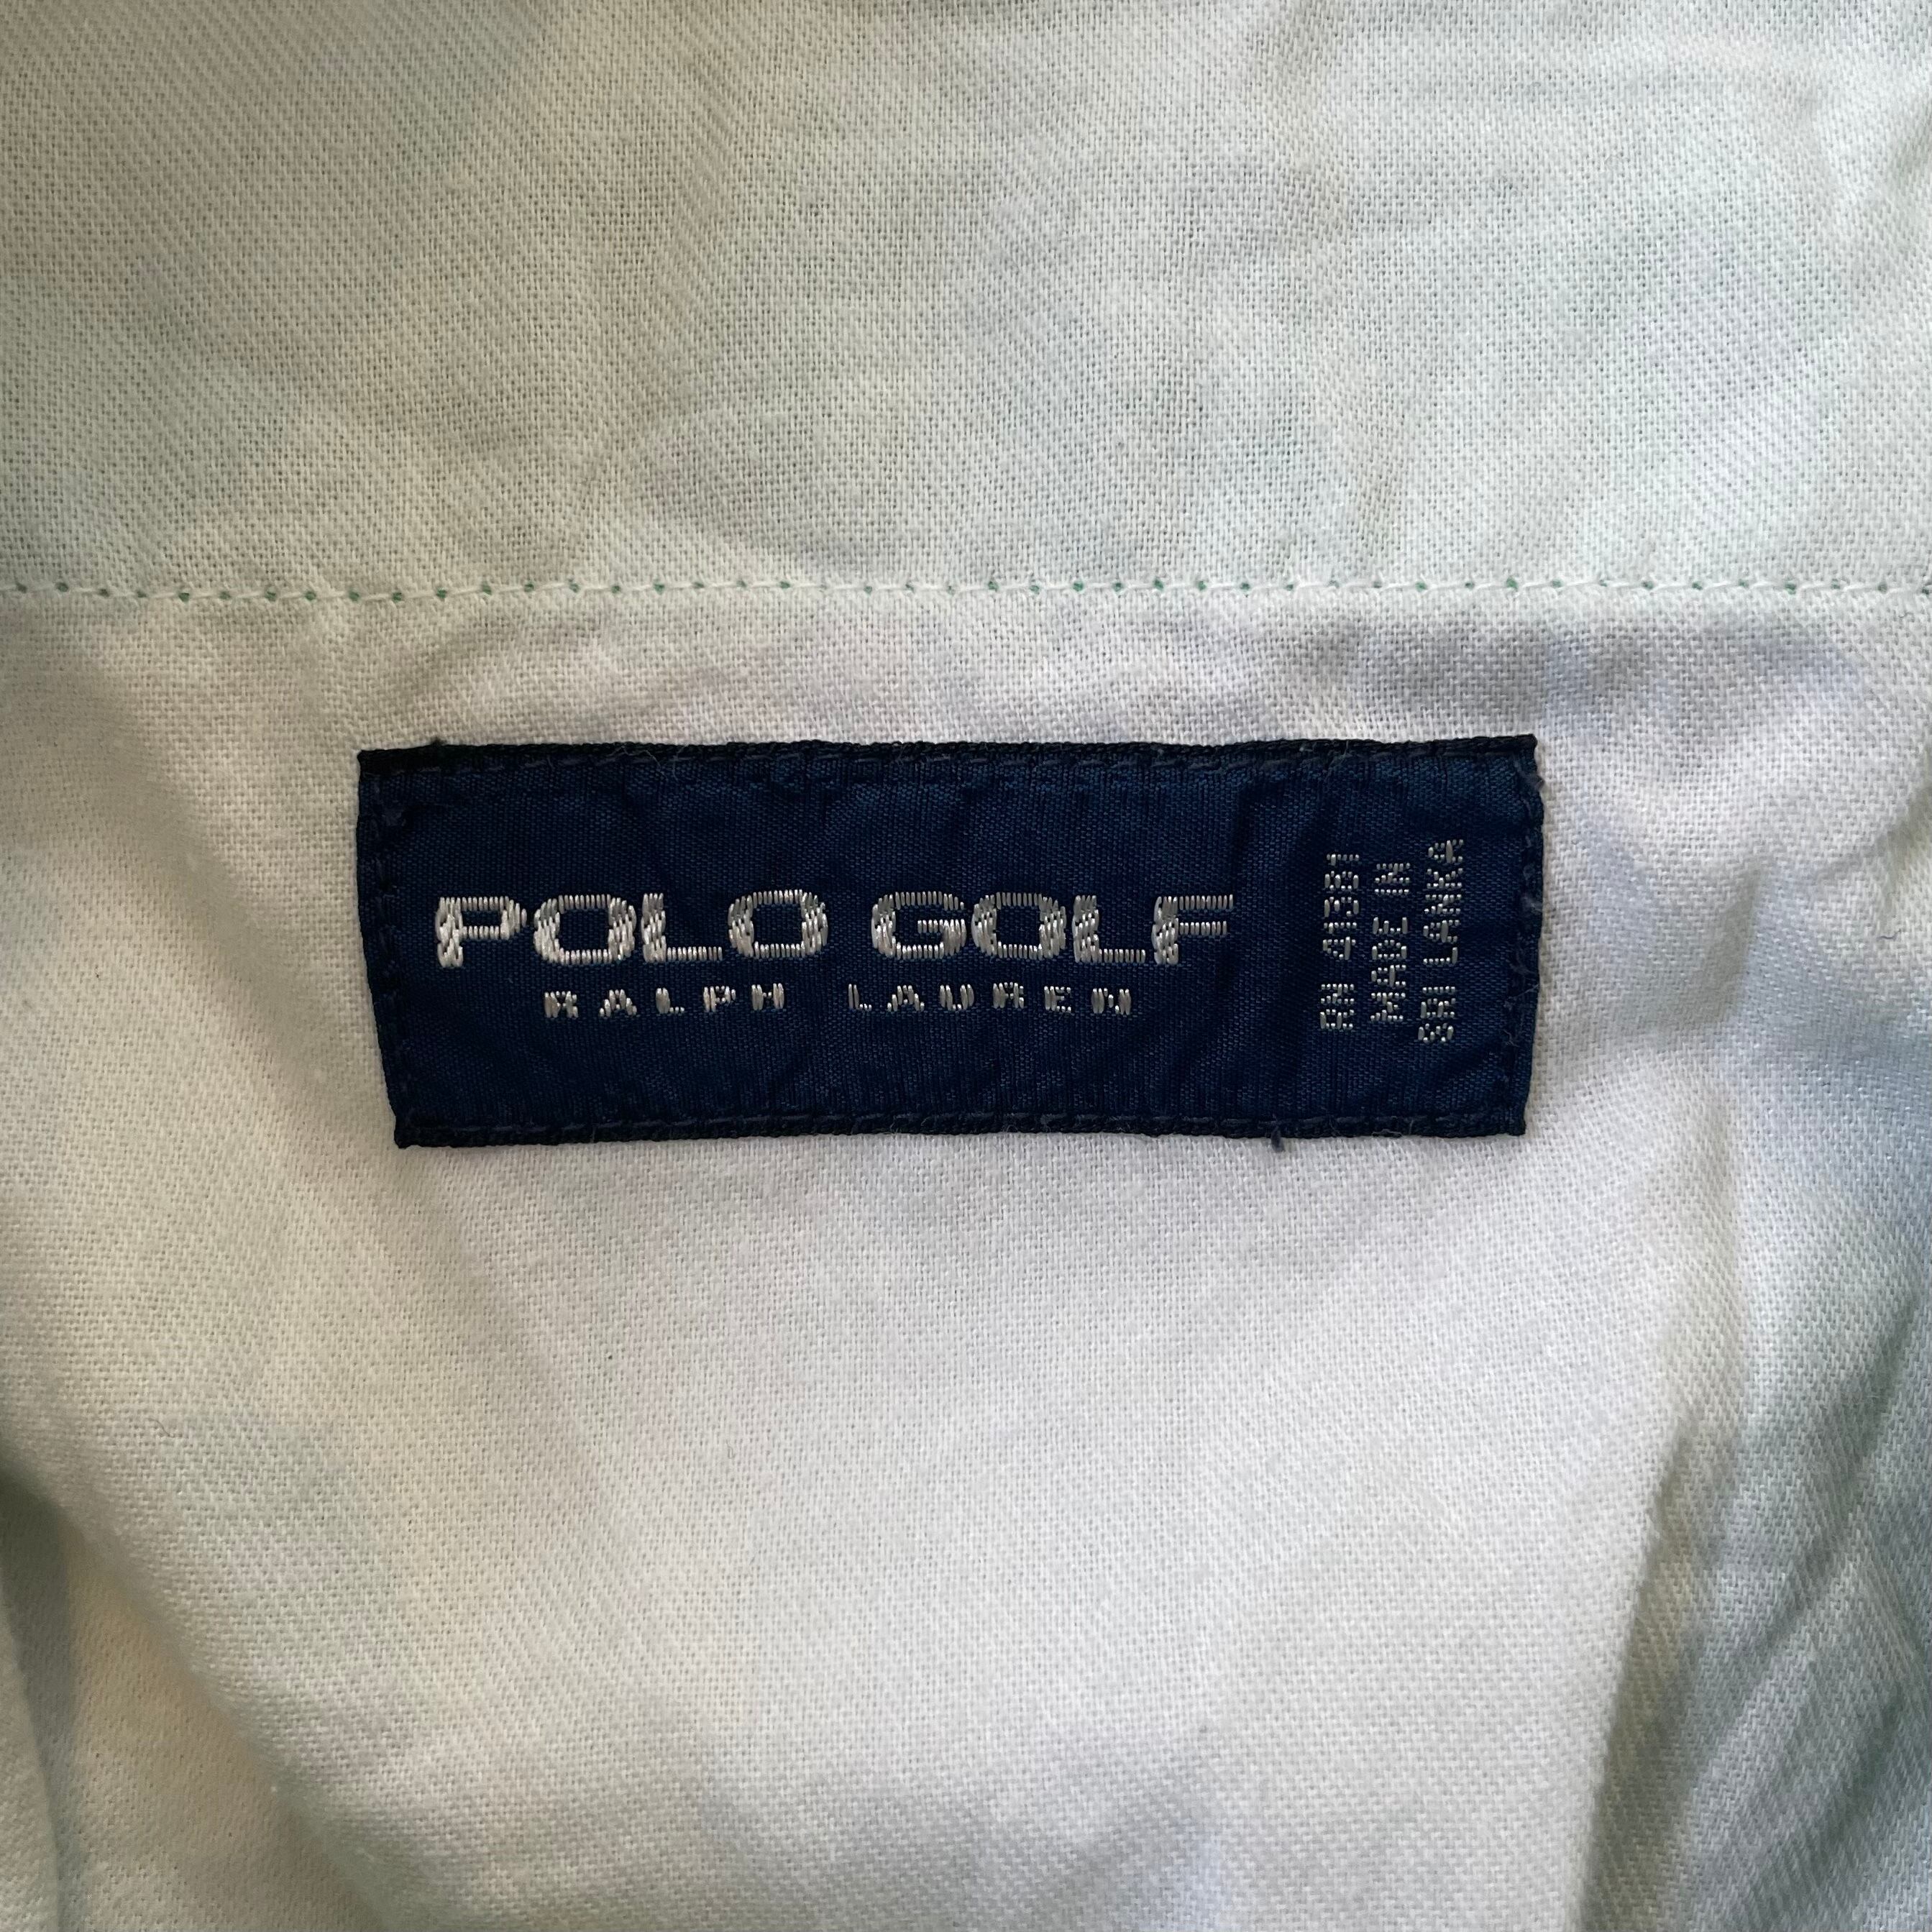 POLO GOLF
RALPH LAUREN
RN 41381
MADE IN
SRI LANKA